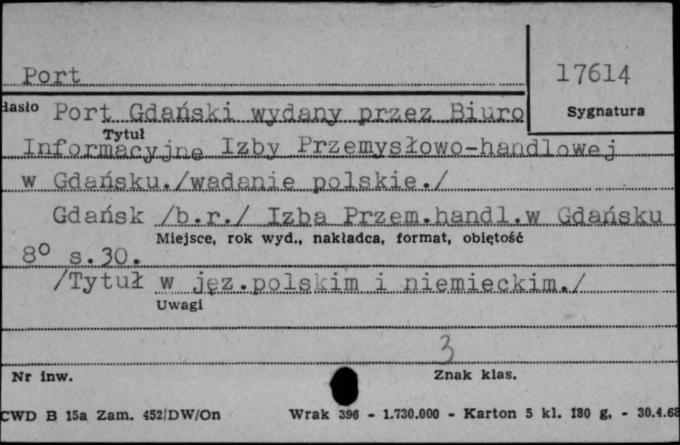 Port
17614
Hasło Port Gdański wydany przez Biuro
Sygnatura
Tytuł
Informacyjne Izby Przemysłowo-handlowej
w Gdańsku./wadanie polskie./
Gdańsk /b.r./ Izba Przem.handl.w Gdańsku
Miejsce, rok wyd., nakładca, format, objętość
8° s.30.
/Tytuł w jęz.polskim i niemieckim./
Uwagi
3
Nr inw.
Znak klas.
CWD B 15a Zam. 452/DW/On Wrak 396 - 1.730.000 - Karton 5 kl. 180 g. - 30.4.68